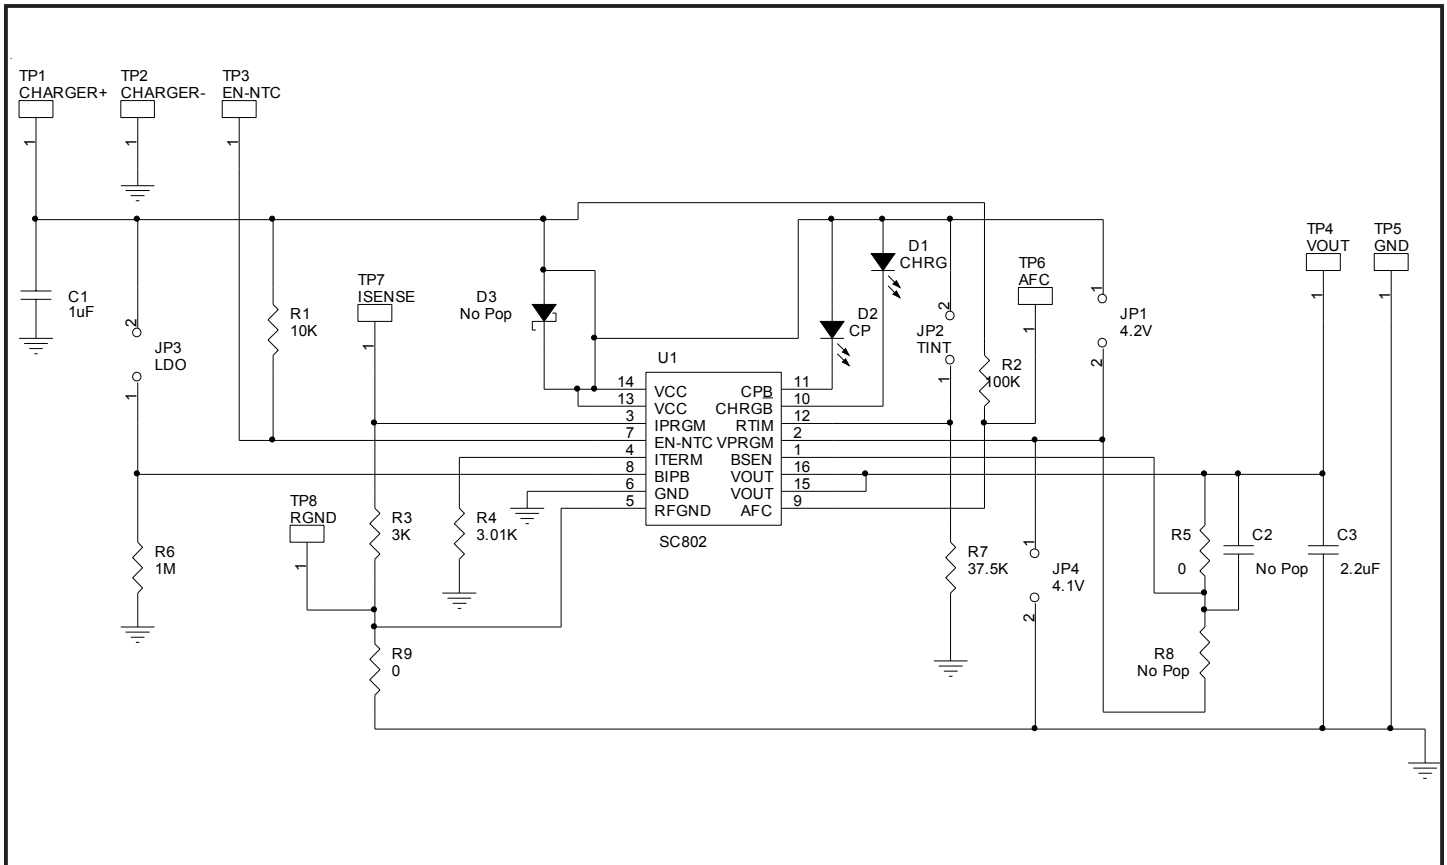 TP1
CHARGER+
TP2
CHARGER-
TP3
EN-NTC
1
1
1
TP4
VOUT
TP5
GND
1
1
D1
CHRG
TP6
AFC
1
TP7
ISENSE
1
C1
1uF
R1
10K
D3
No Pop
D2
CP
2
JP2
TINT
1
1
JP1
4.2V
2
2
JP3
LDO
1
R2
100K
U1
14 VCC CPB 11
13 VCC CHRGB 10
3 IPRGM RTIM 12
7 EN-NTC VPRGM 2
4 ITERM BSEN 1
8 BIPB VOUT 16
6 GND VOUT 15
5 RFGND AFC 9
SC802
TP8
RGND
1
R3
3K
R4
3.01K
R6
1M
R7
37.5K
1
JP4
4.1V
2
R5
0
C2
No Pop
C3
2.2uF
R9
0
R8
No Pop